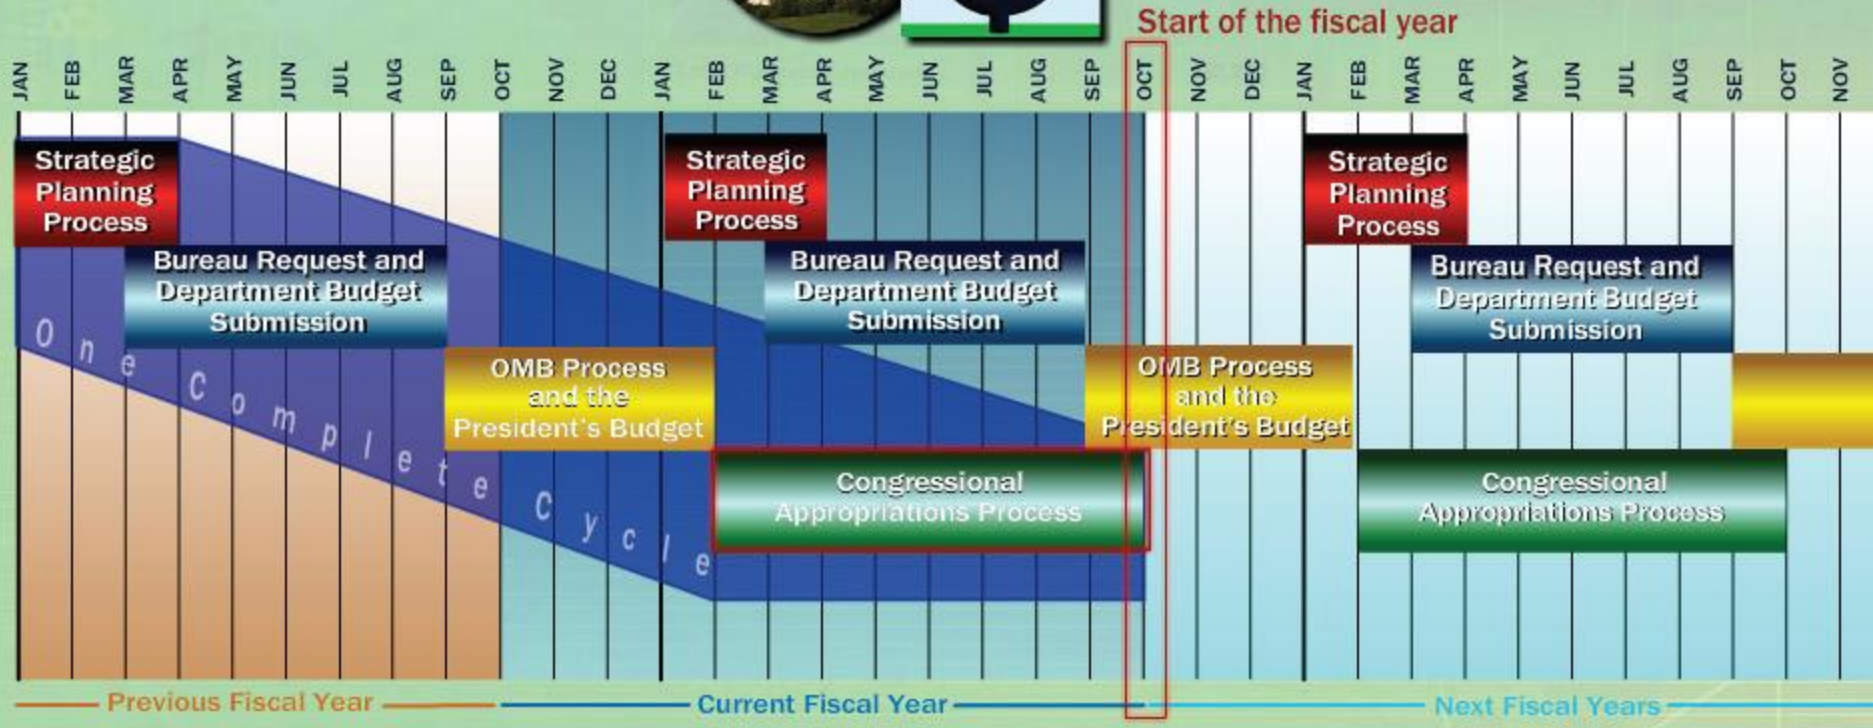 Start of the fiscal year
JAN FEB MAR APR MAY JUN JUL AUG SEP OCT NOV DEC JAN FEB MAR APR MAY JUN JUL AUG SEP OCT NOV DEC JAN FEB MAR APR MAY JUN JUL AUG SEP OCT NOV
Strategic
Planning
Process
Bureau Request and
Department Budget
Submission
OMB Process
and the
President's Budget
One Complete Cycle
Strategic
Planning
Process
Bureau Request and
Department Budget
Submission
OMB Process
and the
President's Budget
Congressional
Appropriations Process
Strategic
Planning
Process
Bureau Request and
Department Budget
Submission
Congressional
Appropriations Process
Previous Fiscal Year
Current Fiscal Year
Next Fiscal Years